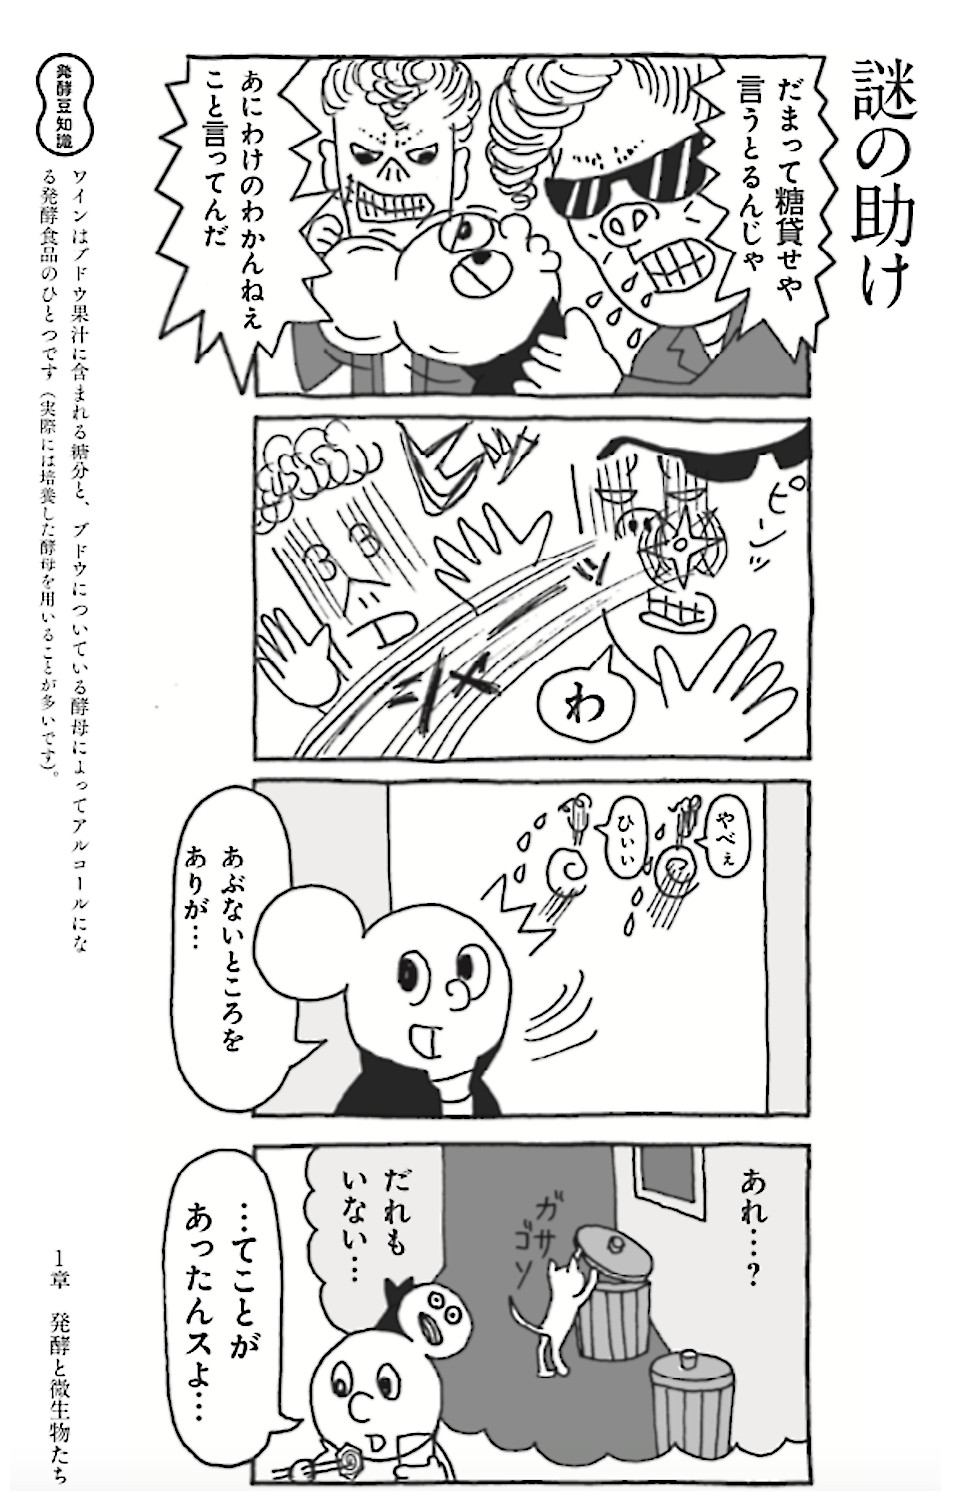 謎の助け
だまって糖貸せや
言うとるんじゃ
あにわけのわかんねえ
こと言ってんだ
ピンッ
シャッ
わ
やべぇ
ひぃぃ
あぶないところを
ありが…
あれ…?
ガサ
ゴソ
だれも
いない…
…てことが
あったんスよ…
発酵豆知識
ワインはブドウ果汁に含まれる糖分と、ブドウについている酵母によってアルコールにな
る発酵食品のひとつです（実際には培養した酵母を用いることが多いです）。
1章　発酵と微生物たち